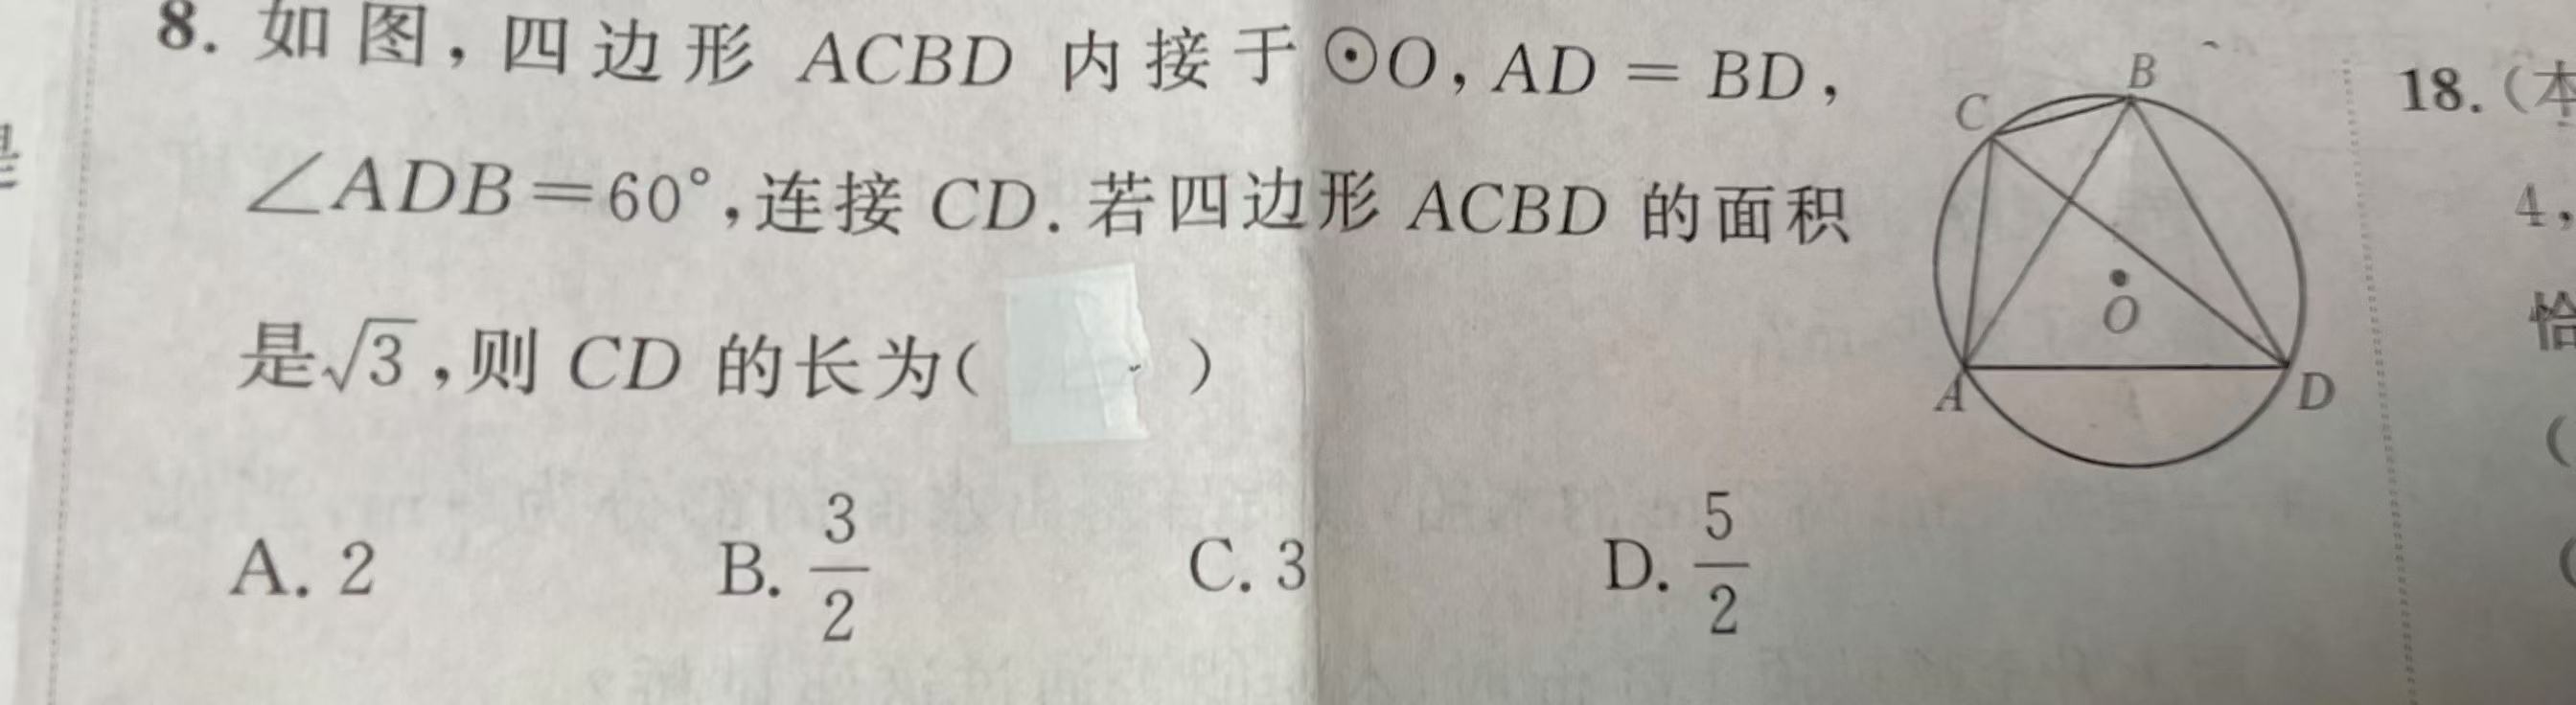 8. 如图,四边形 ACBD 内接于⊙O, AD = BD,
∠ADB=60°,连接 CD. 若四边形 ACBD 的面积
是√3,则 CD 的长为( )
A. 2 B. 3/2 C. 3 D. 5/2
B
C
O
A
D
18. (本
4,
恰
(
(